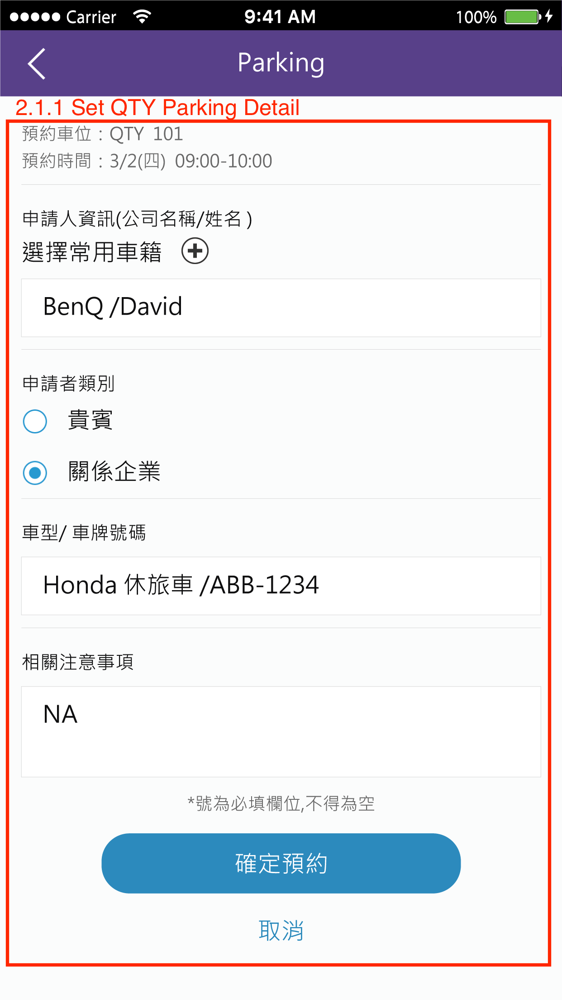 Carrier 9:41 AM 100%
Parking
2.1.1 Set QTY Parking Detail
預約車位：QTY 101
預約時間：3/2(四) 09:00-10:00
申請人資訊(公司名稱/姓名)
選擇常用車籍
BenQ /David
申請者類別
貴賓
關係企業
車型/ 車牌號碼
Honda 休旅車 /ABB-1234
相關注意事項
NA
*號為必填欄位,不得為空
確定預約
取消